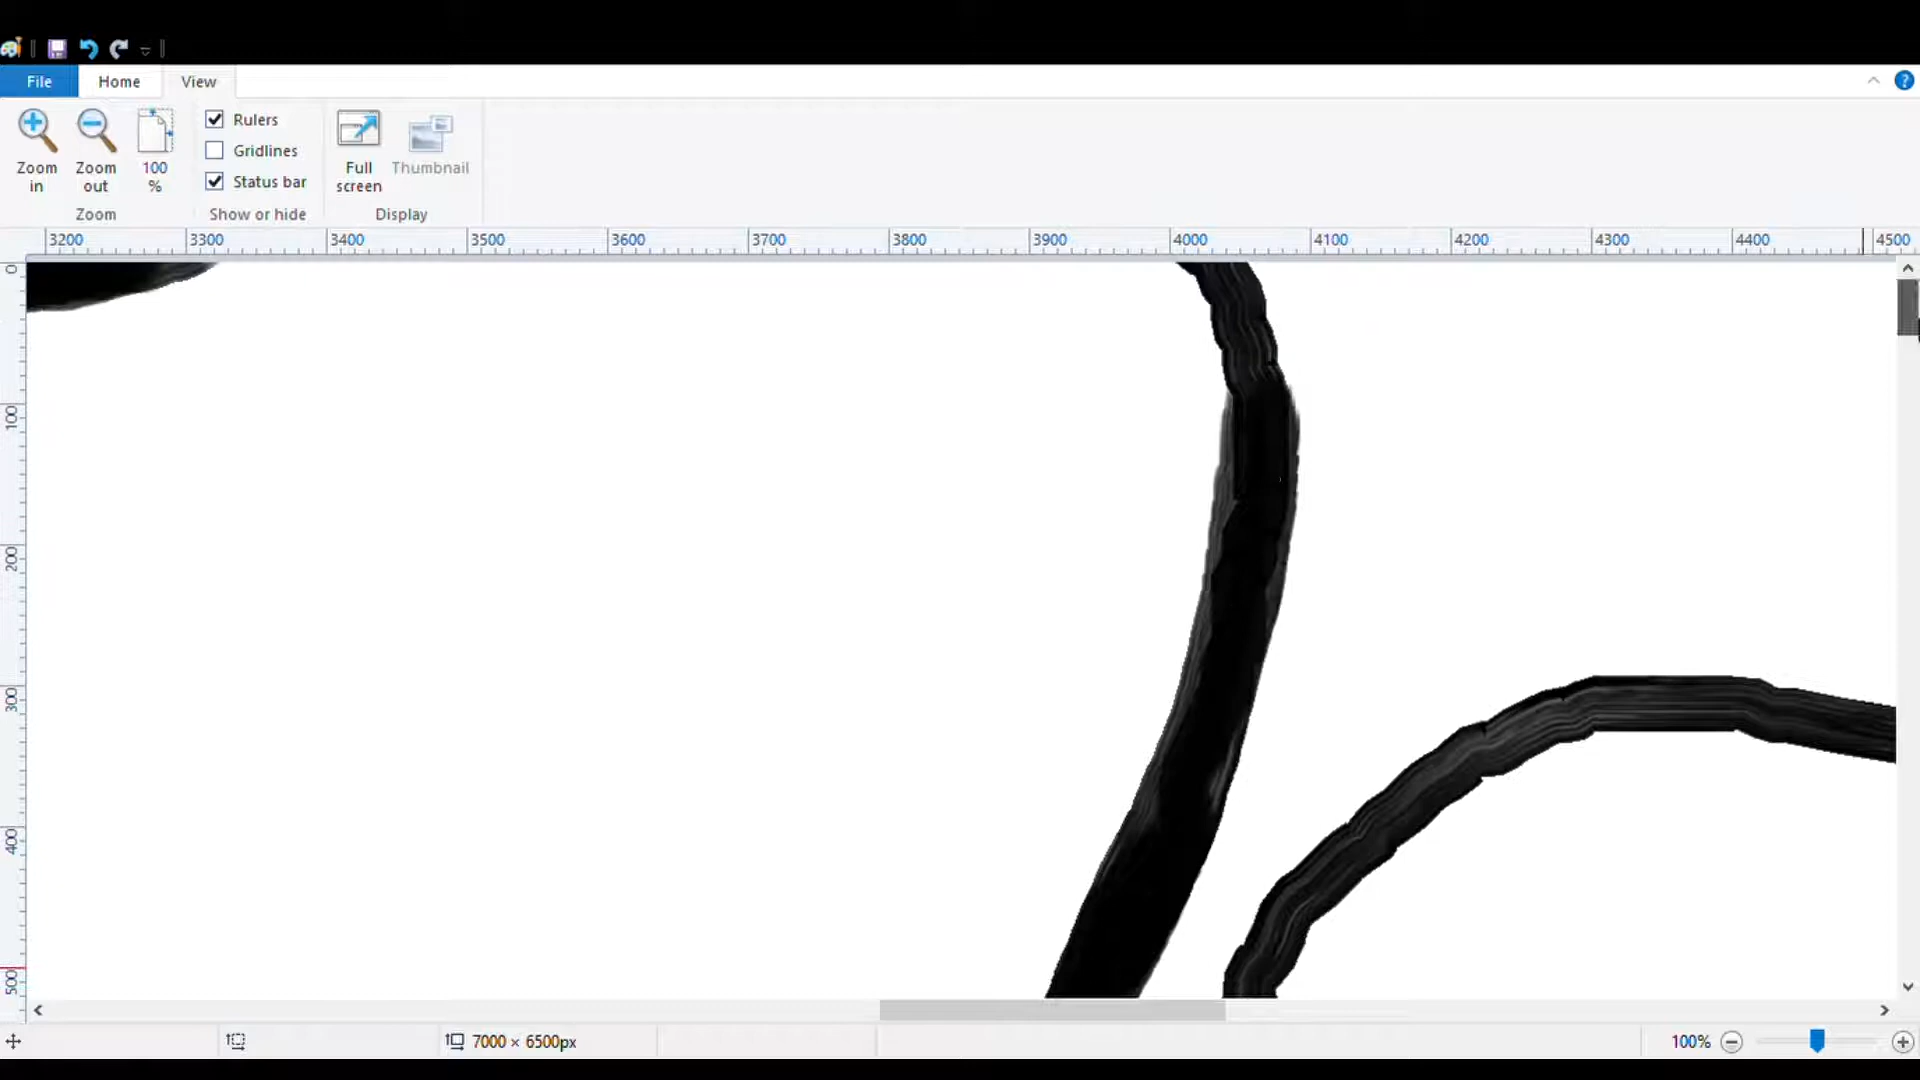 File Home View
Zoom in
Zoom out
100 %
Rulers
Gridlines
Status bar
Full screen
Thumbnail
Zoom
Show or hide
Display
3200 3300 3400 3500 3600 3700 3800 3900 4000 4100 4200 4300 4400 4500
0
100
200
300
400
500
7000 × 6500px
100%